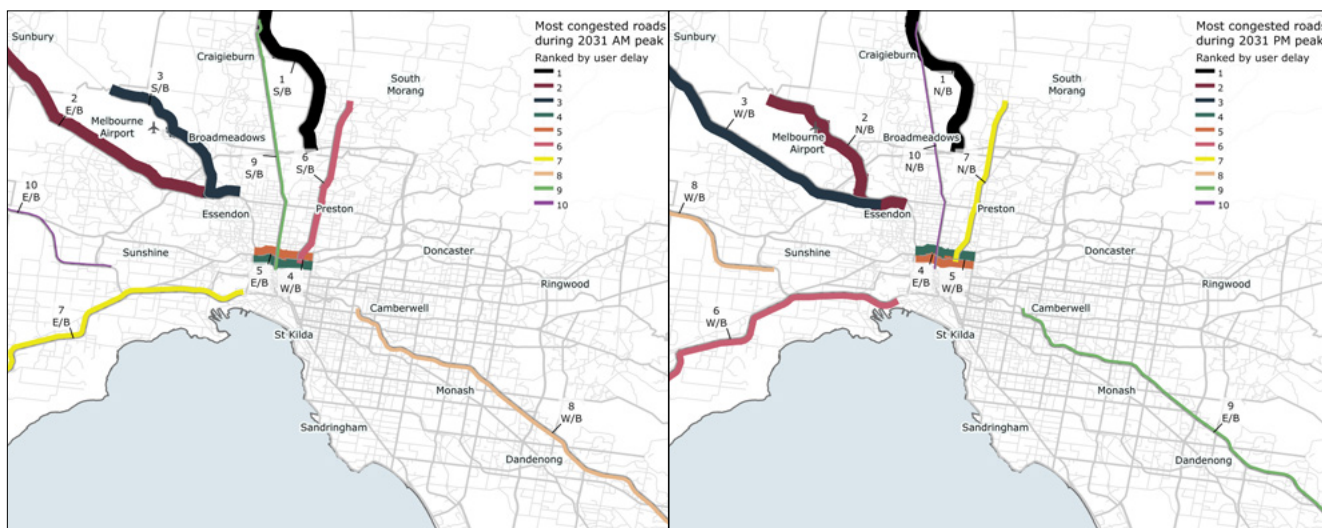 Most congested roads
during 2031 AM peak
Ranked by user delay
1
2
3
4
5
6
7
8
9
10
Sunbury
Craigieburn
3
S/B
1
S/B
South
Morang
2
E/B
Melbourne
Airport
Broadmeadows
9
S/B
6
S/B
10
E/B
Essendon
Preston
Sunshine
Doncaster
5
E/B
4
W/B
Ringwood
7
E/B
Camberwell
St Kilda
Monash
8
W/B
Sandringham
Dandenong
Most congested roads
during 2031 PM peak
Ranked by user delay
1
2
3
4
5
6
7
8
9
10
Sunbury
Craigieburn
1
N/B
South
Morang
3
W/B
2
N/B
Melbourne
Airport
Broadmeadows
10
N/B
7
N/B
8
W/B
Essendon
Preston
Sunshine
Doncaster
4
E/B
5
W/B
Ringwood
6
W/B
Camberwell
St Kilda
Monash
9
E/B
Sandringham
Dandenong